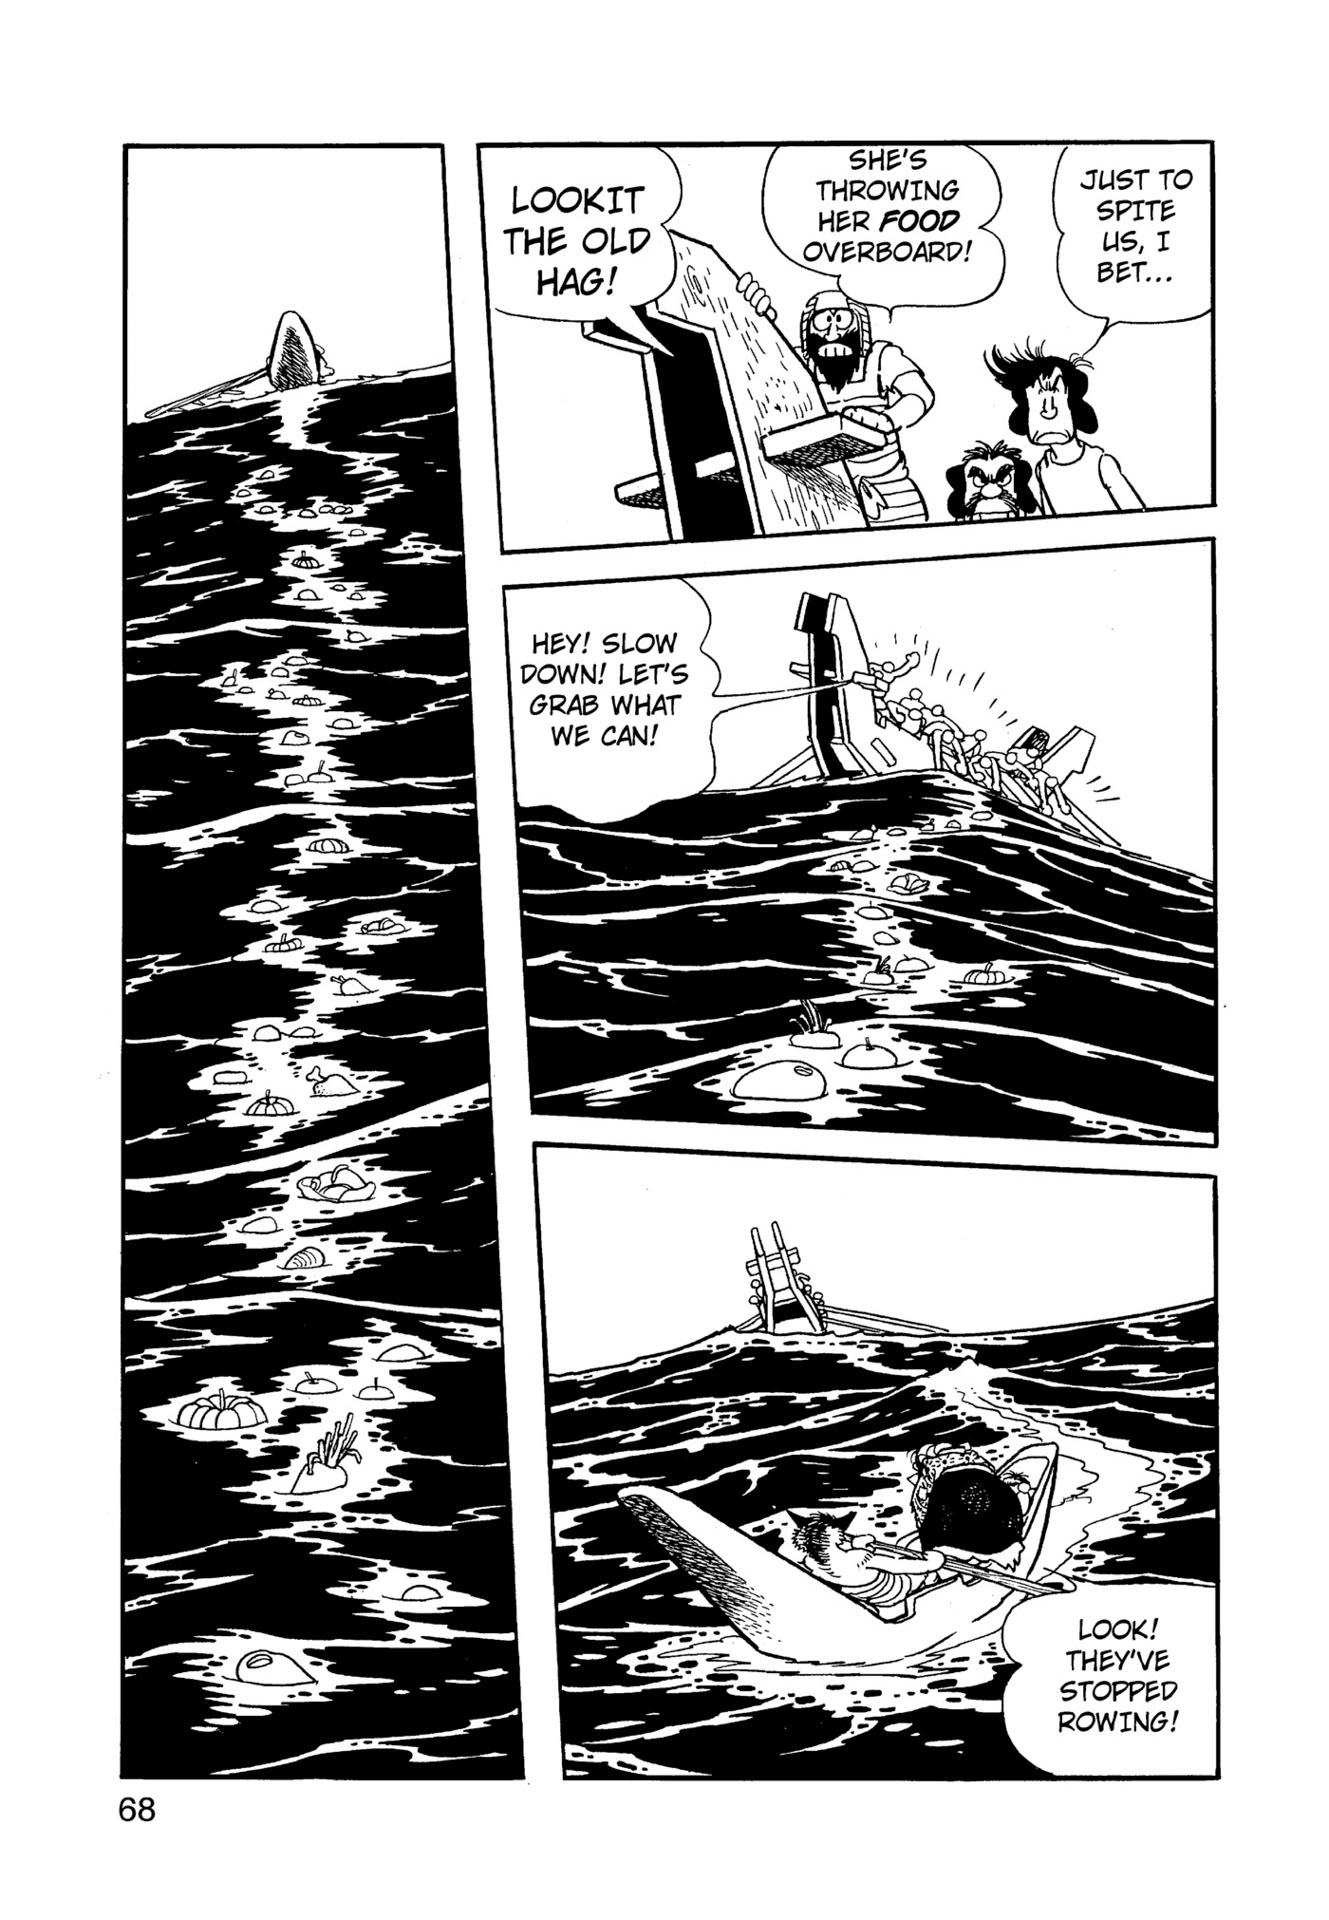 LOOKIT
THE OLD
HAG!
SHE'S
THROWING
HER FOOD
OVERBOARD!
JUST TO
SPITE
US, I
BET...
HEY! SLOW
DOWN! LET'S
GRAB WHAT
WE CAN!
LOOK!
THEY'VE
STOPPED
ROWING!
68